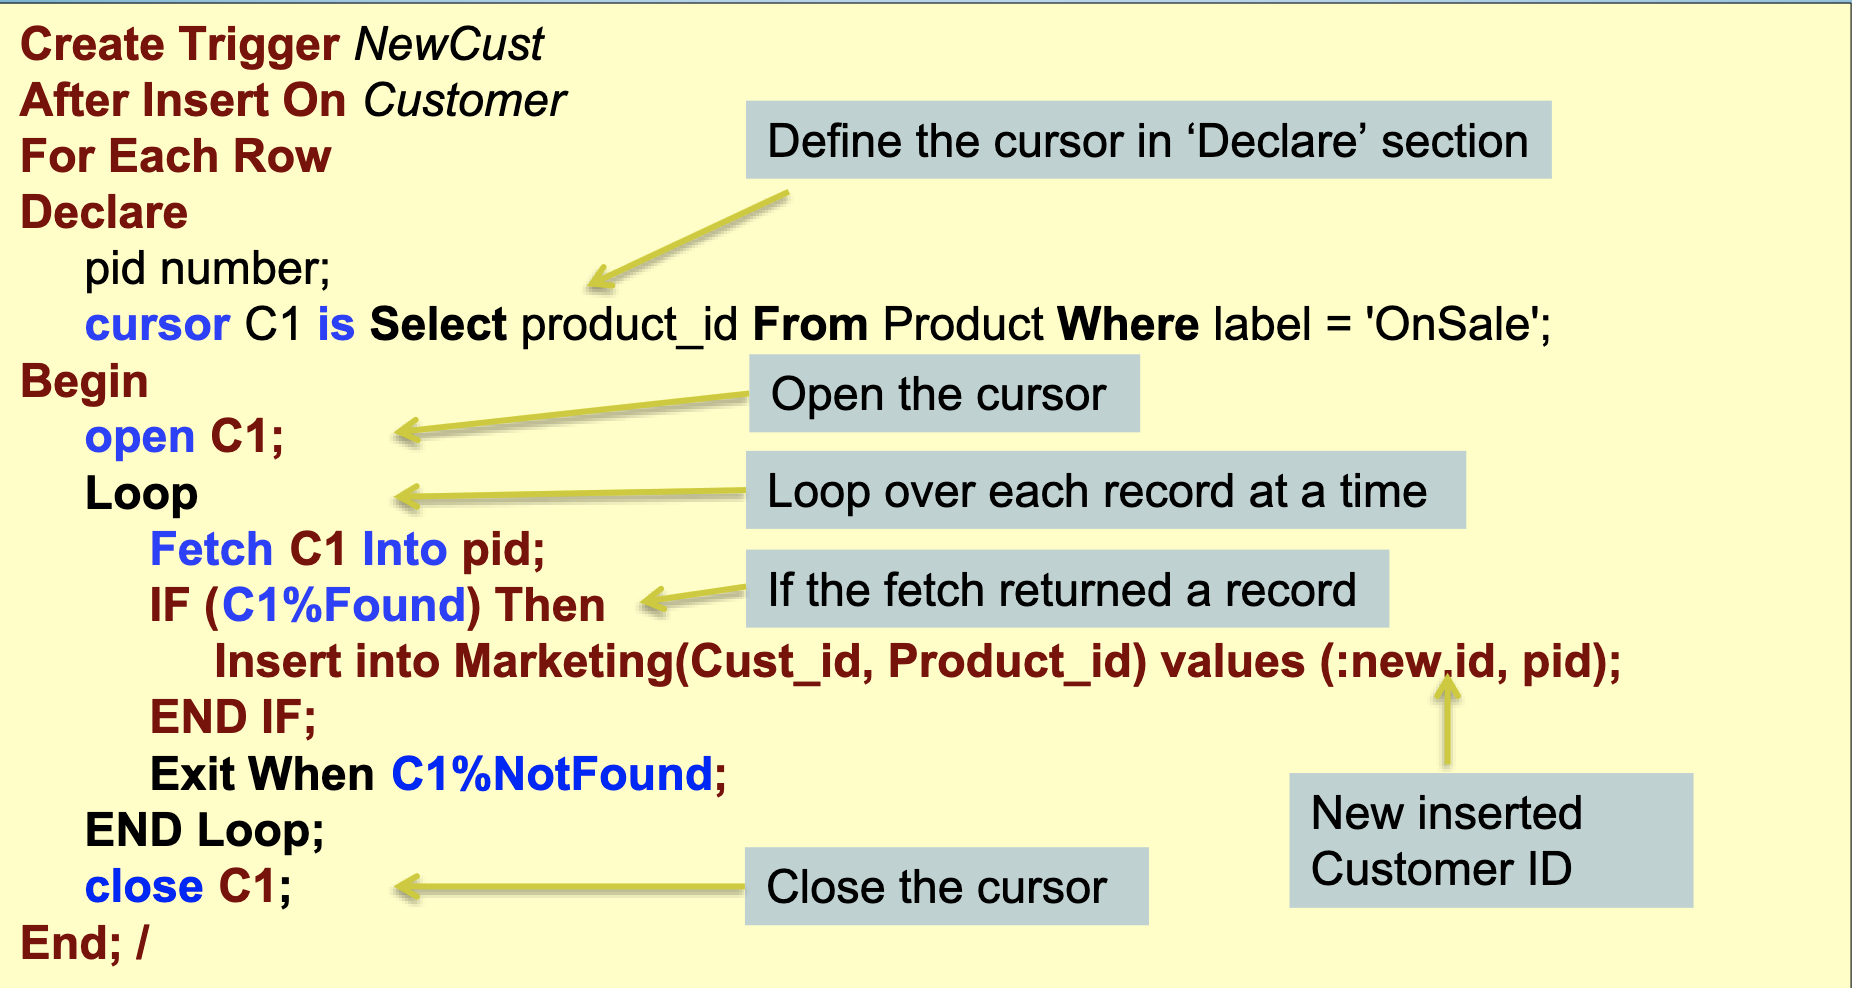 Create Trigger NewCust
After Insert On Customer
For Each Row
Define the cursor in ‘Declare’ section
Declare
pid number;
cursor C1 is Select product_id From Product Where label = 'OnSale';
Begin
Open the cursor
open C1;
Loop
Loop over each record at a time
Fetch C1 Into pid;
IF (C1%Found) Then
If the fetch returned a record
Insert into Marketing(Cust_id, Product_id) values (:new.id, pid);
END IF;
Exit When C1%NotFound;
New inserted
Customer ID
END Loop;
close C1;
Close the cursor
End; /